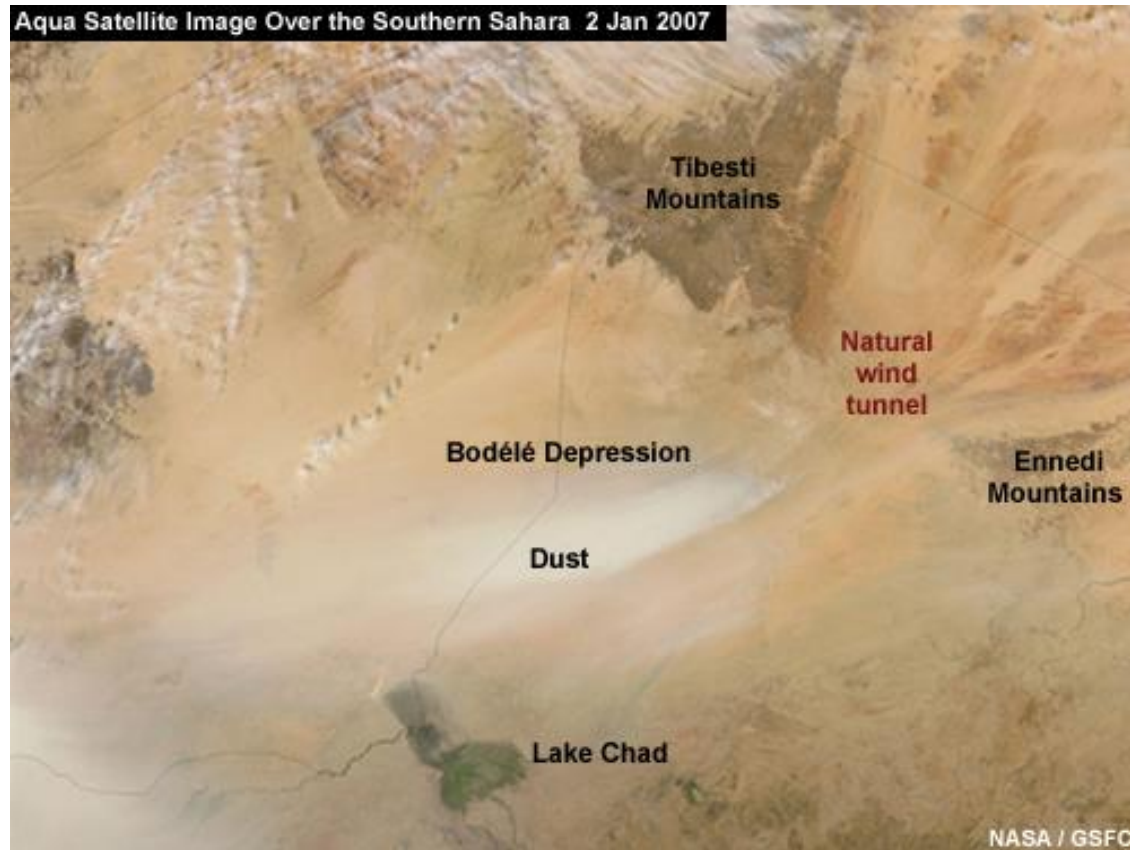 Aqua Satellite Image Over the Southern Sahara 2 Jan 2007
Tibesti
Mountains
Natural
wind
tunnel
Bodélé Depression
Ennedi
Mountains
Dust
Lake Chad
NASA / GSFC